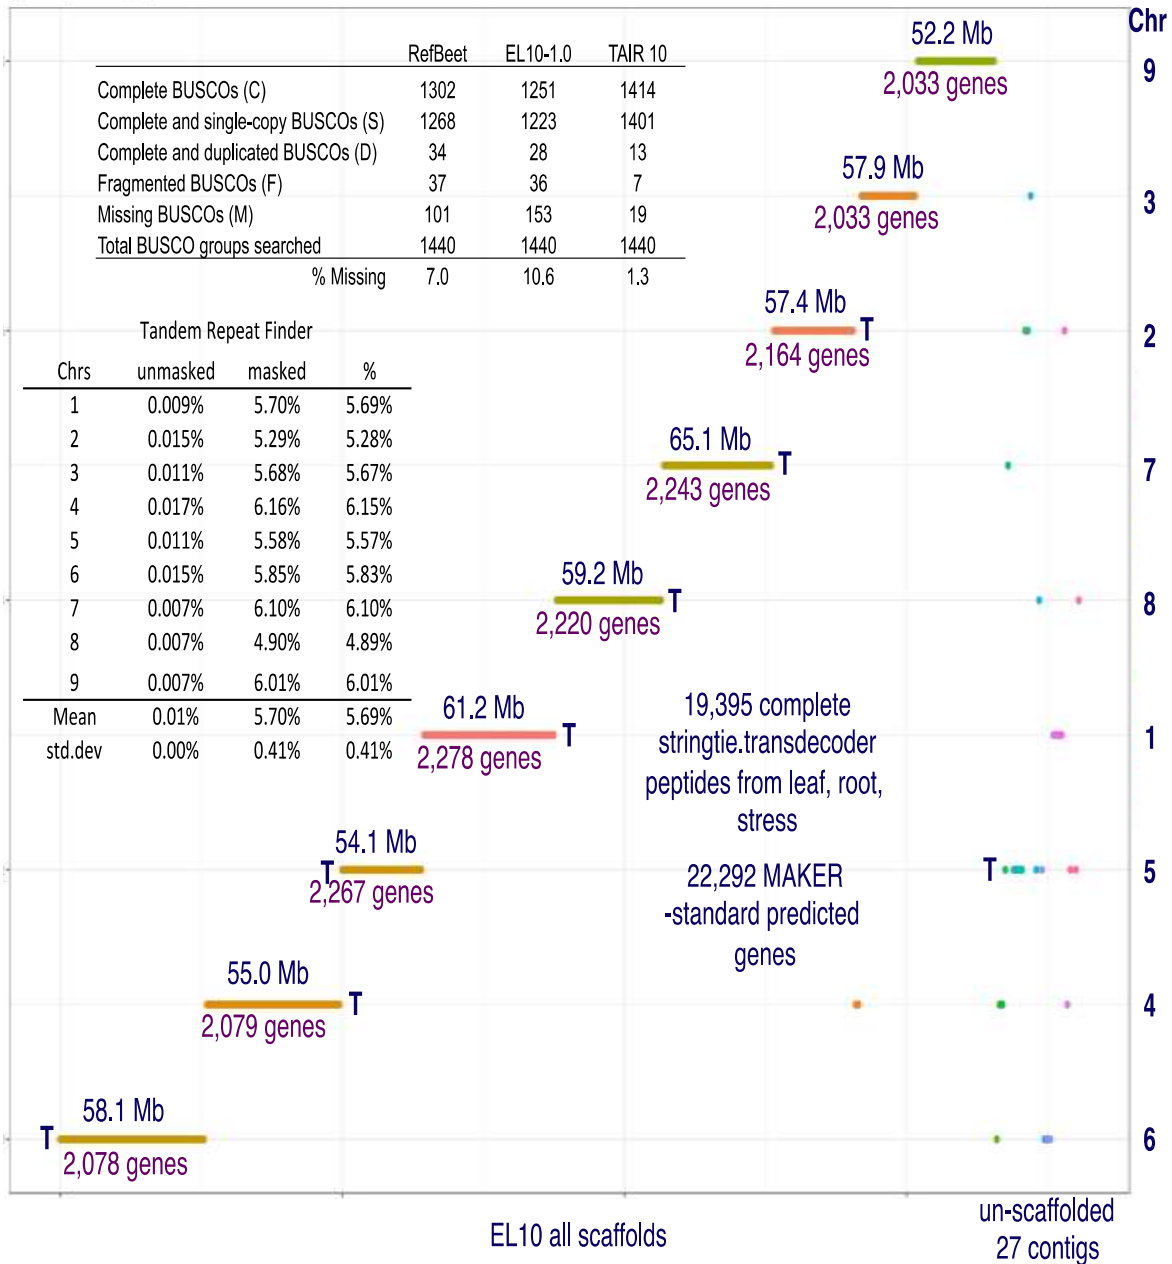 Chr
52.2 Mb
9
2,033 genes
RefBeet EL10-1.0 TAIR 10
Complete BUSCOs (C) 1302 1251 1414
Complete and single-copy BUSCOs (S) 1268 1223 1401
Complete and duplicated BUSCOs (D) 34 28 13
Fragmented BUSCOs (F) 37 36 7
Missing BUSCOs (M) 101 153 19
Total BUSCO groups searched 1440 1440 1440
% Missing 7.0 10.6 1.3
57.9 Mb
3
2,033 genes
57.4 Mb
T
2
2,164 genes
Tandem Repeat Finder
Chrs unmasked masked %
1 0.009% 5.70% 5.69%
2 0.015% 5.29% 5.28%
3 0.011% 5.68% 5.67%
4 0.017% 6.16% 6.15%
5 0.011% 5.58% 5.57%
6 0.015% 5.85% 5.83%
7 0.007% 6.10% 6.10%
8 0.007% 4.90% 4.89%
9 0.007% 6.01% 6.01%
Mean 0.01% 5.70% 5.69%
std.dev 0.00% 0.41% 0.41%
65.1 Mb
T
7
2,243 genes
59.2 Mb
T
8
2,220 genes
61.2 Mb
T
1
2,278 genes
19,395 complete
stringtie.transdecoder
peptides from leaf, root,
stress
54.1 Mb
T
T
5
2,267 genes
22,292 MAKER
-standard predicted
genes
55.0 Mb
T
4
2,079 genes
58.1 Mb
T
6
2,078 genes
EL10 all scaffolds
un-scaffolded
27 contigs